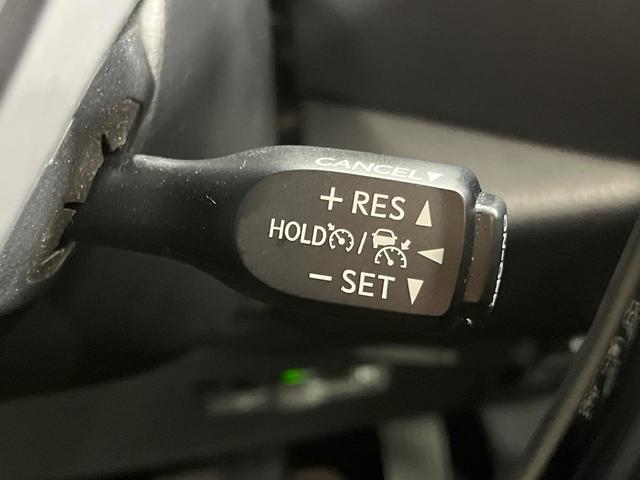 CANCEL▼
+ RES ▲
HOLD / ◀
− SET ▼